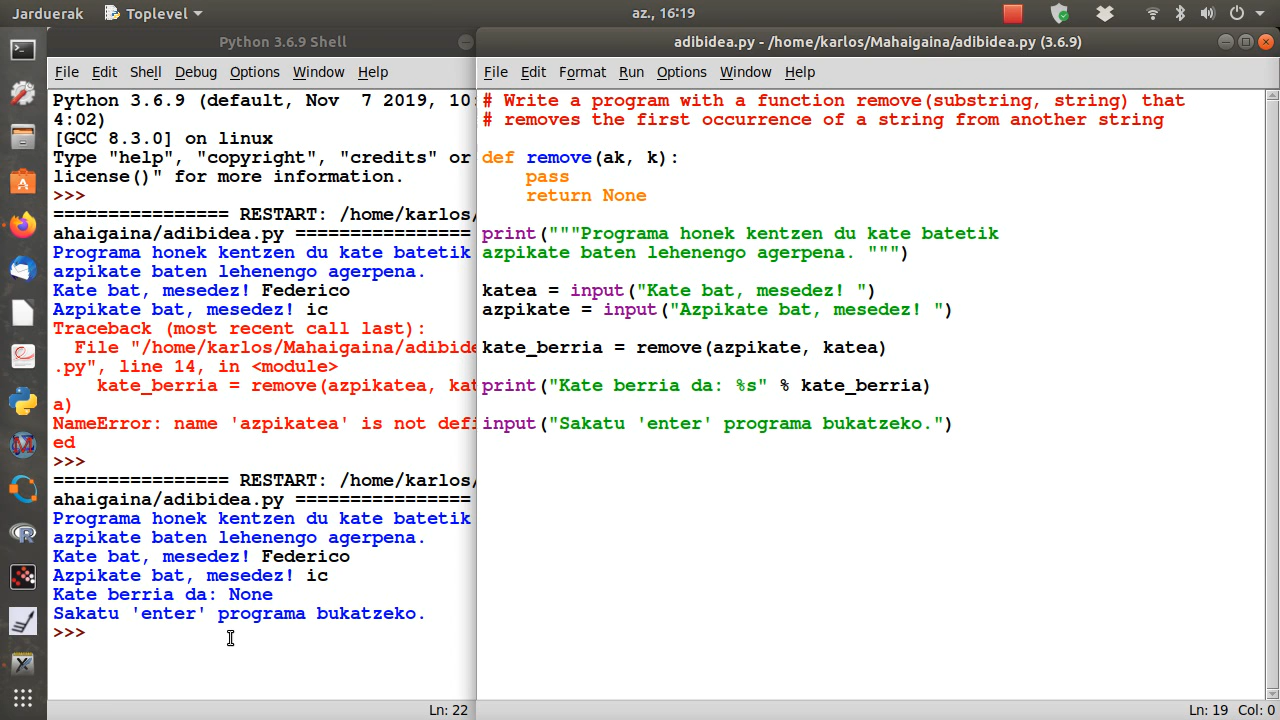 Jarduerak
Toplevel
az., 16:19
Python 3.6.9 Shell
File Edit Shell Debug Options Window Help
Python 3.6.9 (default, Nov  7 2019, 10:
4:02)
[GCC 8.3.0] on linux
Type "help", "copyright", "credits" or
license()" for more information.
>>>
================ RESTART: /home/karlos/
ahaigaina/adibidea.py ================
Programa honek kentzen du kate batetik
azpikate baten lehenengo agerpena.
Kate bat, mesedez! Federico
Azpikate bat, mesedez! ic
Traceback (most recent call last):
  File "/home/karlos/Mahaigaina/adibide
.py", line 14, in <module>
    kate_berria = remove(azpikatea, kat
a)
NameError: name 'azpikatea' is not defi
ed
>>>
================ RESTART: /home/karlos/
ahaigaina/adibidea.py ================
Programa honek kentzen du kate batetik
azpikate baten lehenengo agerpena.
Kate bat, mesedez! Federico
Azpikate bat, mesedez! ic
Kate berria da: None
Sakatu 'enter' programa bukatzeko.
>>>
Ln: 22
adibidea.py - /home/karlos/Mahaigaina/adibidea.py (3.6.9)
File Edit Format Run Options Window Help
# Write a program with a function remove(substring, string) that
# removes the first occurrence of a string from another string
def remove(ak, k):
    pass
    return None
print("""Programa honek kentzen du kate batetik
azpikate baten lehenengo agerpena. """)
katea = input("Kate bat, mesedez! ")
azpikate = input("Azpikate bat, mesedez! ")
kate_berria = remove(azpikate, katea)
print("Kate berria da: %s" % kate_berria)
input("Sakatu 'enter' programa bukatzeko.")
Ln: 19 Col: 0